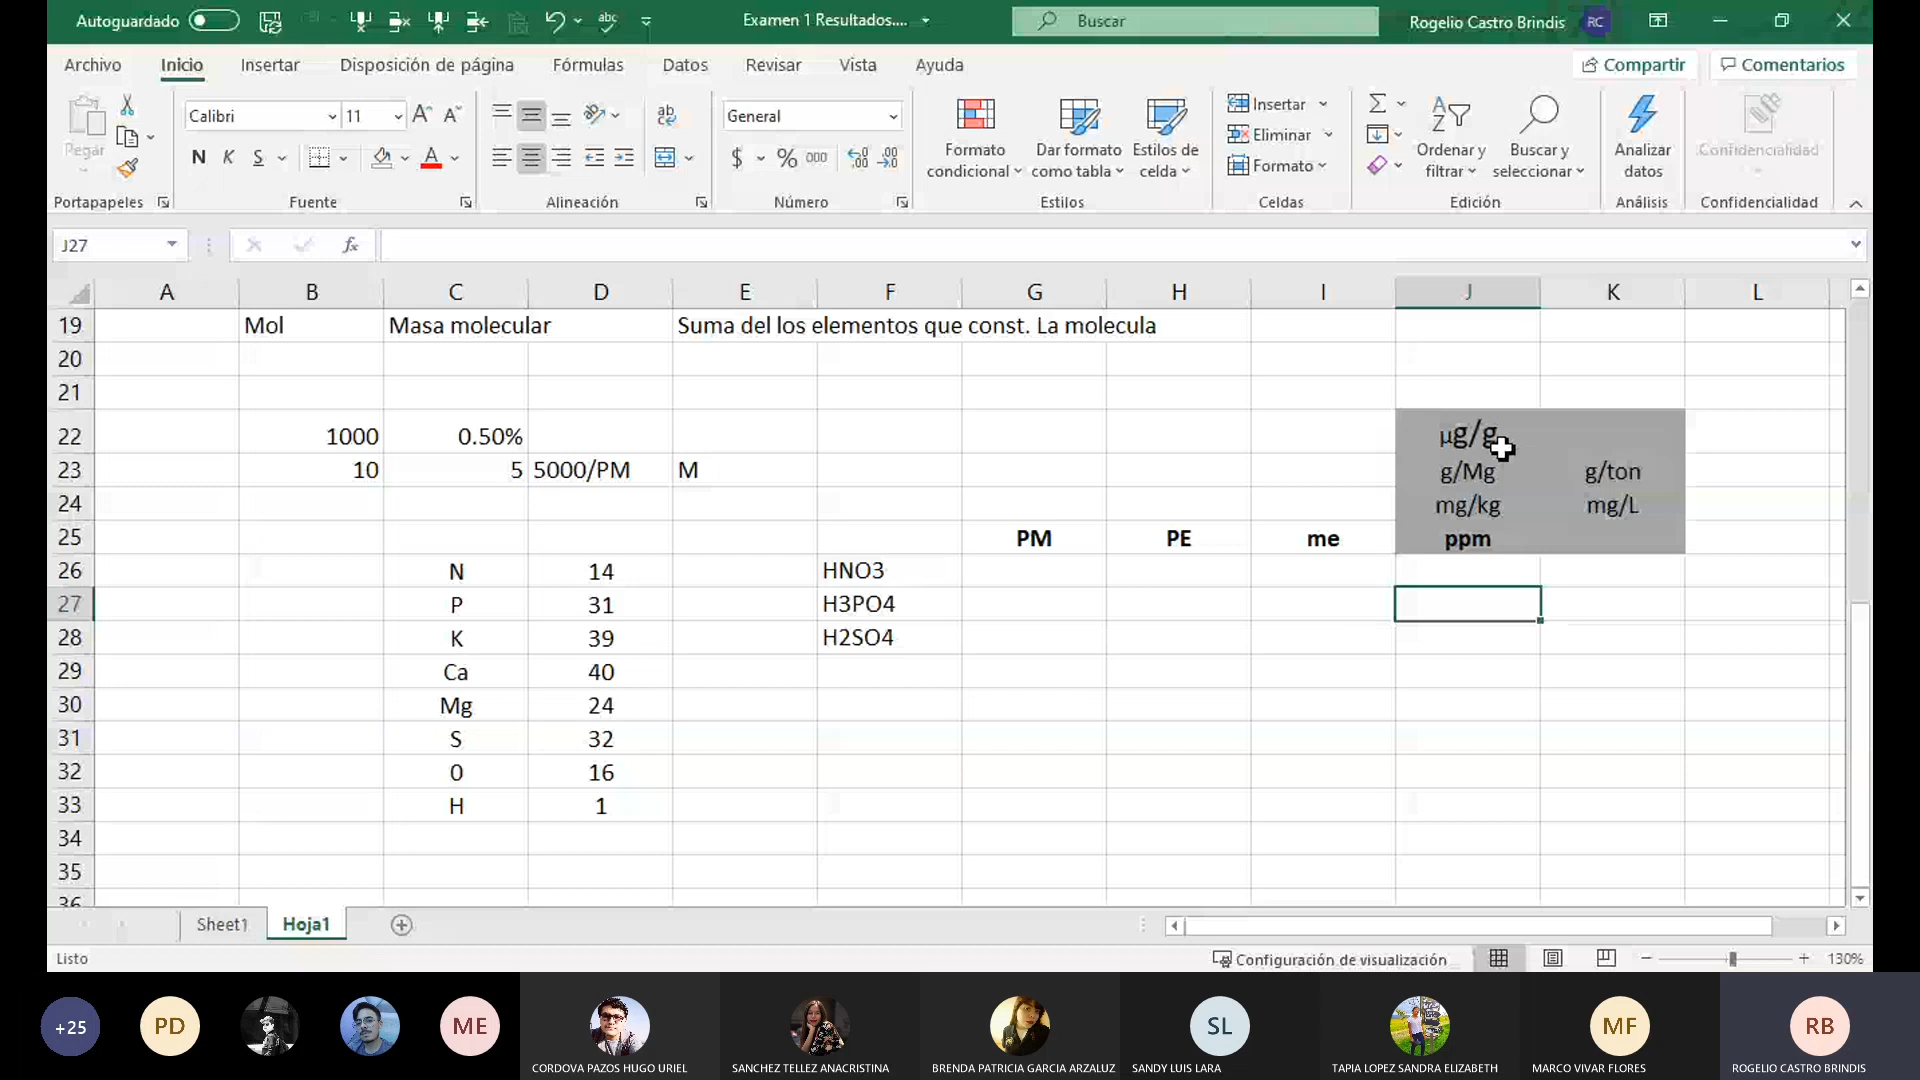 Autoguardado
Examen 1 Resultados....
Buscar
Rogelio Castro Brindis
RC
Archivo
Inicio
Insertar
Disposición de página
Fórmulas
Datos
Revisar
Vista
Ayuda
Compartir
Comentarios
Pegar
Calibri
11
N K S
General
$ % 000
Formato condicional
Dar formato como tabla
Estilos de celda
Insertar
Eliminar
Formato
Ordenar y filtrar
Buscar y seleccionar
Analizar datos
Confidencialidad
Portapapeles
Fuente
Alineación
Número
Estilos
Celdas
Edición
Análisis
Confidencialidad
J27
fx
A B C D E F G H I J K L
19 Mol Masa molecular Suma del los elementos que const. La molecula
20
21
22 1000 0.50% µg/g
23 10 5 5000/PM M g/Mg g/ton
24 mg/kg mg/L
25 PM PE me ppm
26 N 14 HNO3
27 P 31 H3PO4
28 K 39 H2SO4
29 Ca 40
30 Mg 24
31 S 32
32 0 16
33 H 1
34
35
36
Sheet1
Hoja1
Listo
Configuración de visualización
130%
+25
PD
ME
SL
MF
RB
CORDOVA PAZOS HUGO URIEL
SANCHEZ TELLEZ ANACRISTINA
BRENDA PATRICIA GARCIA ARZALUZ
SANDY LUIS LARA
TAPIA LOPEZ SANDRA ELIZABETH
MARCO VIVAR FLORES
ROGELIO CASTRO BRINDIS